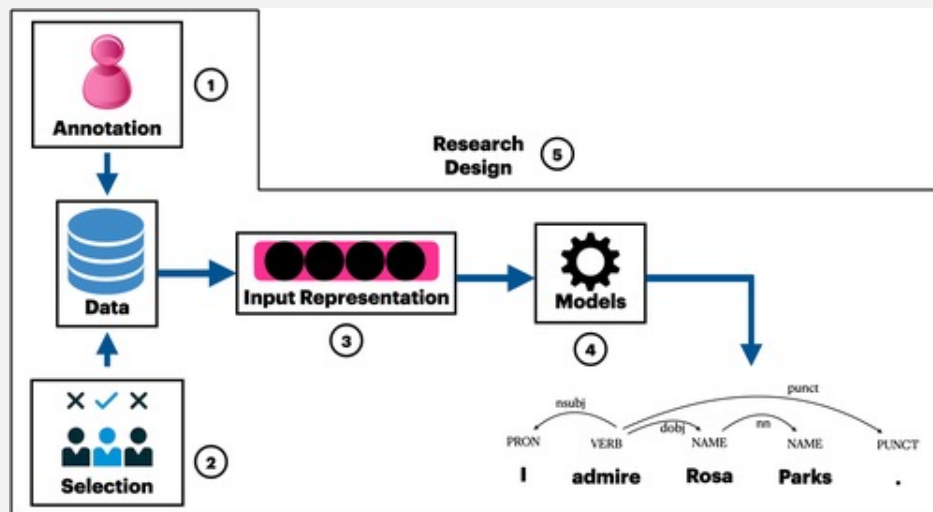 1
Annotation
Research
Design
5
Data
Input Representation
3
Models
4
Selection
2
nsubj
punct
dobj
nn
PRON VERB NAME NAME PUNCT
I admire Rosa Parks .